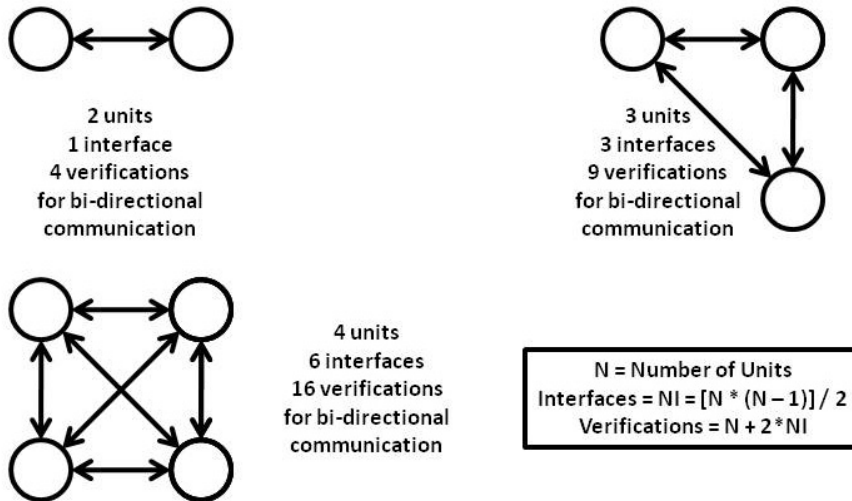 2 units
1 interface
4 verifications
for bi-directional
communication
3 units
3 interfaces
9 verifications
for bi-directional
communication
4 units
6 interfaces
16 verifications
for bi-directional
communication
N = Number of Units
Interfaces = NI = [N * (N – 1)] / 2
Verifications = N + 2*NI